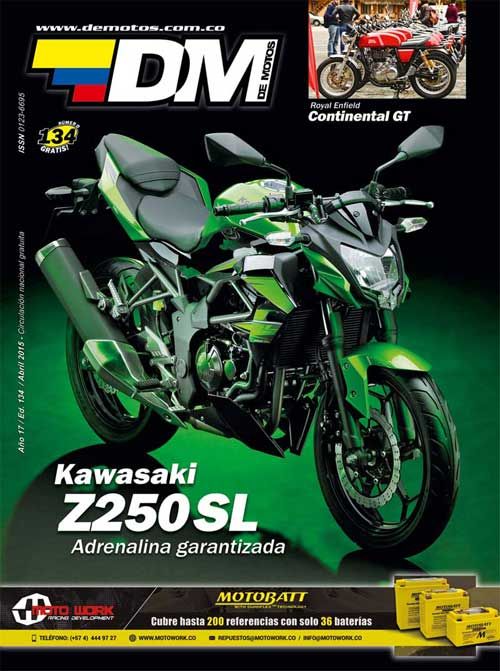 www.demotos.com.co
DM
DE MOTOS
ISSN 0123-6695
NÚMERO
134
GRATIS!
Royal Enfield
Continental GT
Año 17 / Ed. 134 / Abril 2015 - Circulación nacional gratuita
Kawasaki
Z250SL
Adrenalina garantizada
MOTO WORK
RACING DEVELOPMENT
MOTOBATT
WITH QUADFLEX TECHNOLOGY
Cubre hasta 200 referencias con solo 36 baterías
TELÉFONO: (+57 4) 444 97 27
WWW.MOTOWORK.CO
REPUESTOS@MOTOWORK.CO / INFO@MOTOWORK.CO